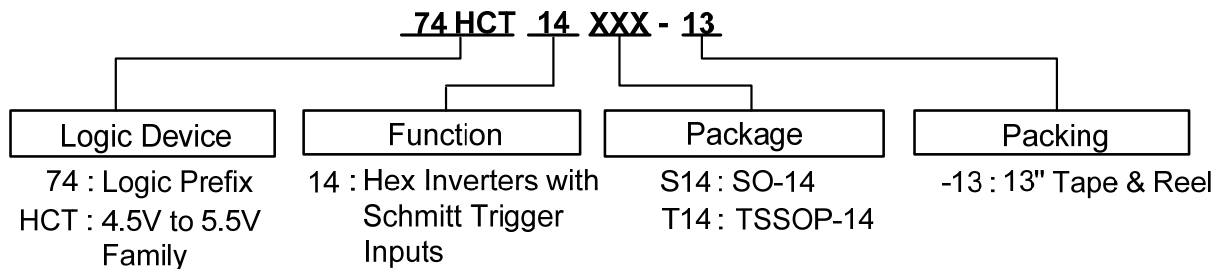 74 HCT 14 XXX - 13
Logic Device
74 : Logic Prefix
HCT : 4.5V to 5.5V
Family
Function
14 : Hex Inverters with
Schmitt Trigger
Inputs
Package
S14 : SO-14
T14 : TSSOP-14
Packing
-13 : 13" Tape & Reel